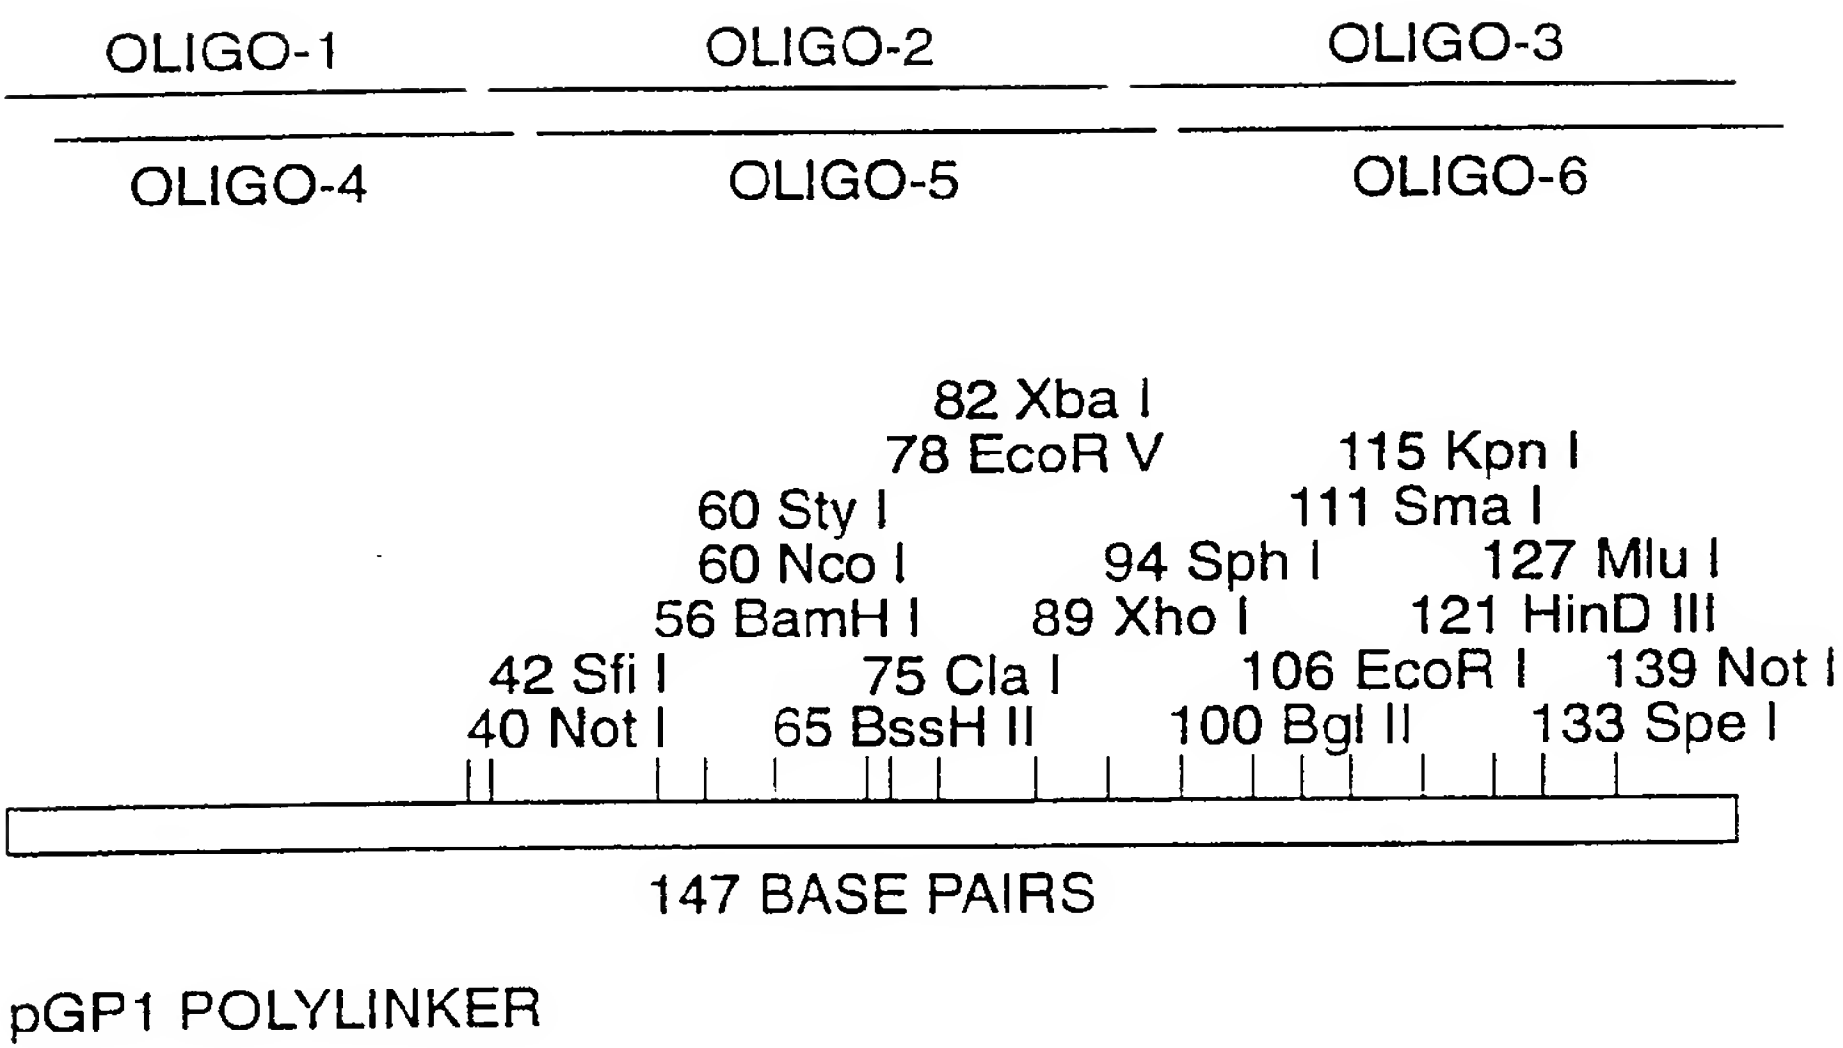 OLIGO-1 OLIGO-2 OLIGO-3
OLIGO-4 OLIGO-5 OLIGO-6
82 Xba I
78 EcoR V 115 Kpn I
60 Sty I 111 Sma I
60 Nco I 94 Sph I 127 Mlu I
56 BamH I 89 Xho I 121 HinD III
42 Sfi I 75 Cla I 106 EcoR I 139 Not I
40 Not I 65 BssH II 100 Bgl II 133 Spe I
147 BASE PAIRS
pGP1 POLYLINKER